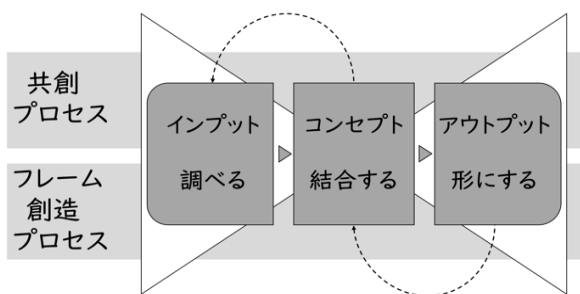 共創
プロセス
フレーム
創造
プロセス
インプット
調べる
コンセプト
結合する
アウトプット
形にする